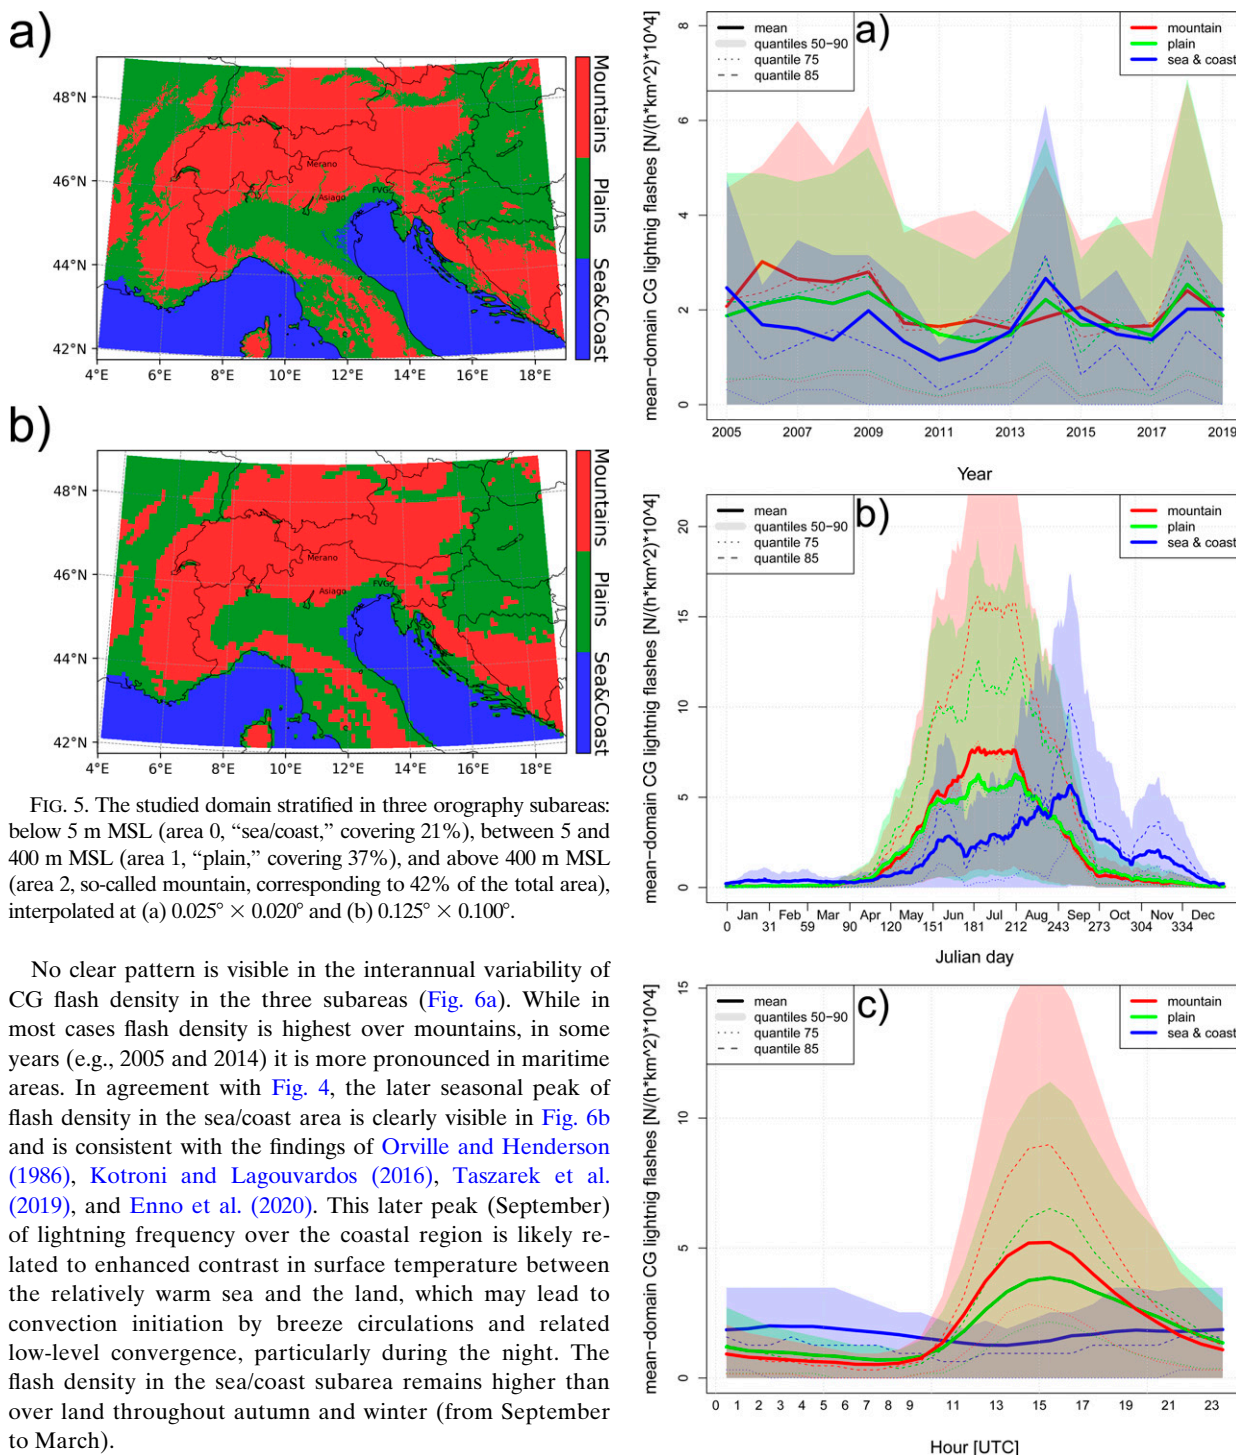 a)
48°N
46°N
44°N
42°N
4°E 6°E 8°E 10°E 12°E 14°E 16°E 18°E
Merano
Asiago
FVG
Mountains
Plains
Sea&Coast
b)
48°N
46°N
44°N
42°N
4°E 6°E 8°E 10°E 12°E 14°E 16°E 18°E
Merano
Asiago
FVG
Mountains
Plains
Sea&Coast
FIG. 5. The studied domain stratified in three orography subareas:
below 5 m MSL (area 0, “sea/coast,” covering 21%), between 5 and
400 m MSL (area 1, “plain,” covering 37%), and above 400 m MSL
(area 2, so-called mountain, corresponding to 42% of the total area),
interpolated at (a) 0.025° × 0.020° and (b) 0.125° × 0.100°.
No clear pattern is visible in the interannual variability of
CG flash density in the three subareas (Fig. 6a). While in
most cases flash density is highest over mountains, in some
years (e.g., 2005 and 2014) it is more pronounced in maritime
areas. In agreement with Fig. 4, the later seasonal peak of
flash density in the sea/coast area is clearly visible in Fig. 6b
and is consistent with the findings of Orville and Henderson
(1986), Kotroni and Lagouvardos (2016), Taszarek et al.
(2019), and Enno et al. (2020). This later peak (September)
of lightning frequency over the coastal region is likely re-
lated to enhanced contrast in surface temperature between
the relatively warm sea and the land, which may lead to
convection initiation by breeze circulations and related
low-level convergence, particularly during the night. The
flash density in the sea/coast subarea remains higher than
over land throughout autumn and winter (from September
to March).
mean−domain CG lightnig flashes [N/(h*km^2)*10^4]
8
6
4
2
0
mean
quantiles 50−90
quantile 75
quantile 85
a)
mountain
plain
sea & coast
2005 2007 2009 2011 2013 2015 2017 2019
Year
mean−domain CG lightnig flashes [N/(h*km^2)*10^4]
20
15
10
5
0
mean
quantiles 50−90
quantile 75
quantile 85
b)
mountain
plain
sea & coast
Jan Feb Mar Apr May Jun Jul Aug Sep Oct Nov Dec
0 31 59 90 120 151 181 212 243 273 304 334
Julian day
mean−domain CG lightnig flashes [N/(h*km^2)*10^4]
15
10
5
0
mean
quantiles 50−90
quantile 75
quantile 85
c)
mountain
plain
sea & coast
0 1 2 3 4 5 6 7 8 9 11 13 15 17 19 21 23
Hour [UTC]